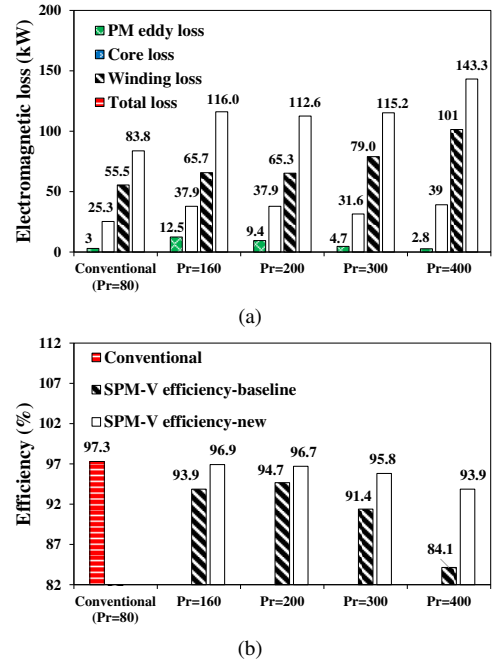 200
150
100
50
0
Electromagnetic loss (kW)
PM eddy loss
Core loss
Winding loss
Total loss
3
25.3
55.5
83.8
12.5
37.9
65.7
116.0
9.4
37.9
65.3
112.6
4.7
31.6
79.0
115.2
2.8
39
101
143.3
Conventional
(Pr=80)
Pr=160
Pr=200
Pr=300
Pr=400
(a)
112
107
102
97
92
87
82
Efficiency (%)
Conventional
SPM-V efficiency-baseline
SPM-V efficiency-new
97.3
93.9
96.9
94.7
96.7
91.4
95.8
84.1
93.9
Conventional
(Pr=80)
Pr=160
Pr=200
Pr=300
Pr=400
(b)